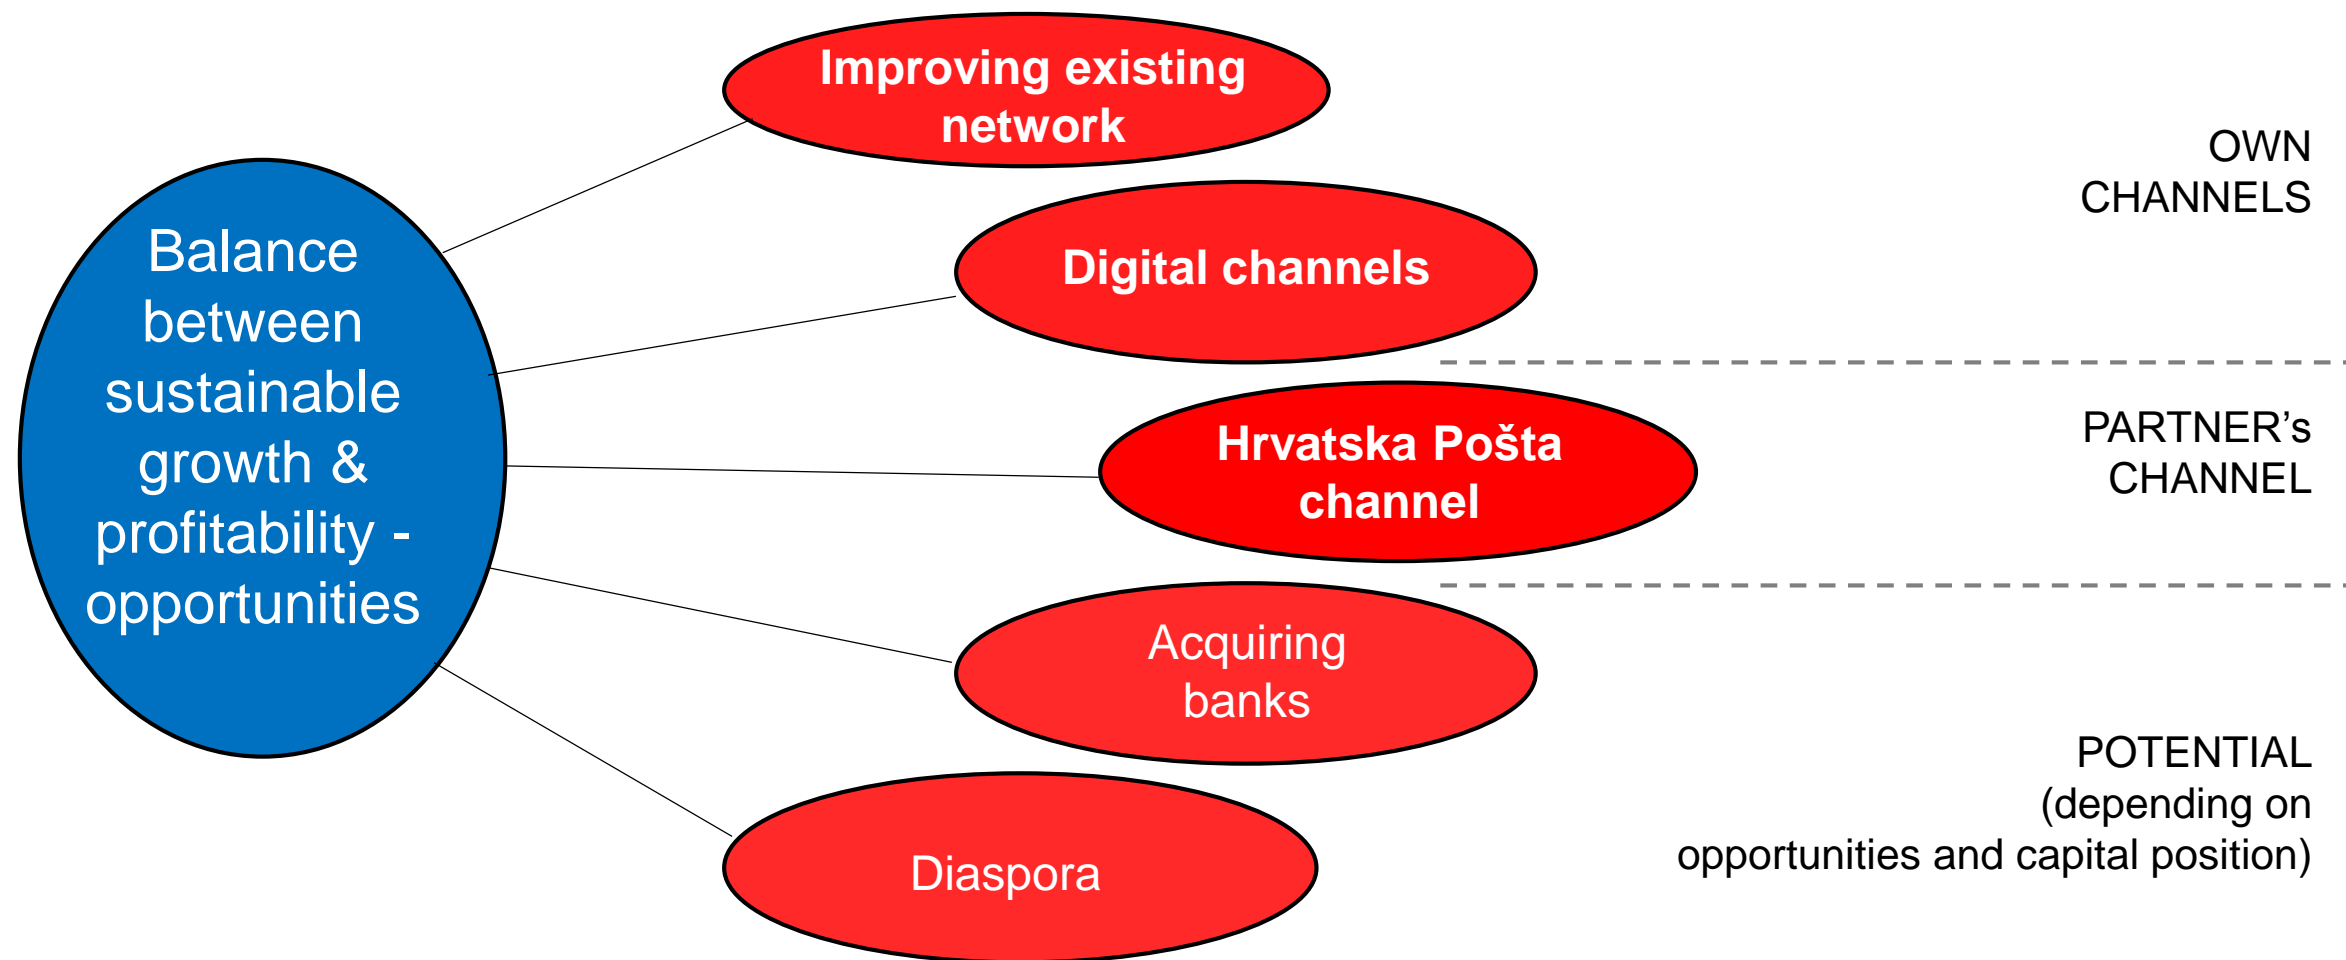 Improving existing
network
OWN
CHANNELS
Digital channels
Balance
between
sustainable
growth &
profitability -
opportunities
Hrvatska Pošta
channel
PARTNER’s
CHANNEL
Acquiring
banks
Diaspora
POTENTIAL
(depending on
opportunities and capital position)